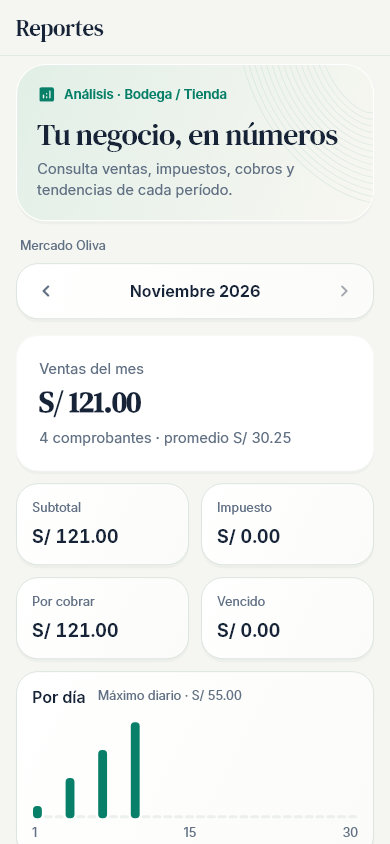 Reportes
Análisis · Bodega / Tienda
Tu negocio, en números
Consulta ventas, impuestos, cobros y
tendencias de cada período.
Mercado Oliva
Noviembre 2026
Ventas del mes
S/ 121.00
4 comprobantes · promedio S/ 30.25
Subtotal
S/ 121.00
Impuesto
S/ 0.00
Por cobrar
S/ 121.00
Vencido
S/ 0.00
Por día
Máximo diario · S/ 55.00
1
15
30